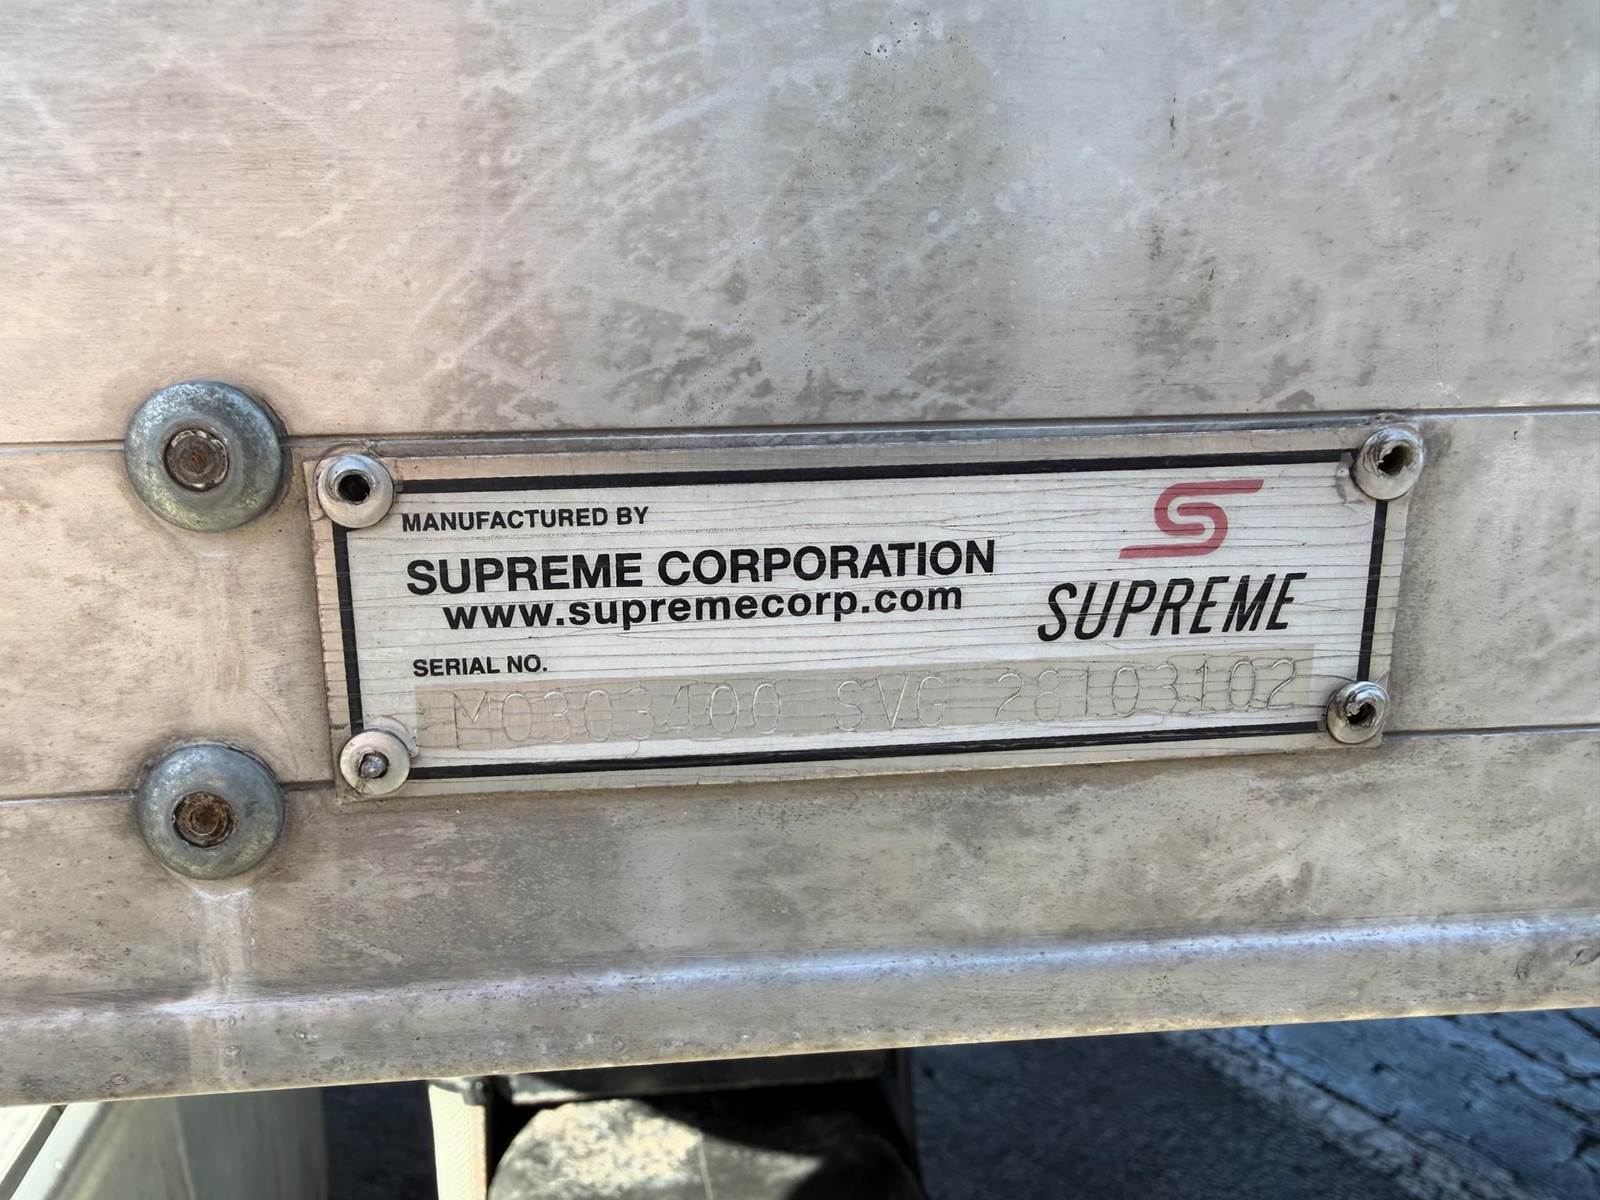 MANUFACTURED BY
SUPREME CORPORATION
www.supremecorp.com
SUPREME
SERIAL NO.
M0303400 SVG 28103102